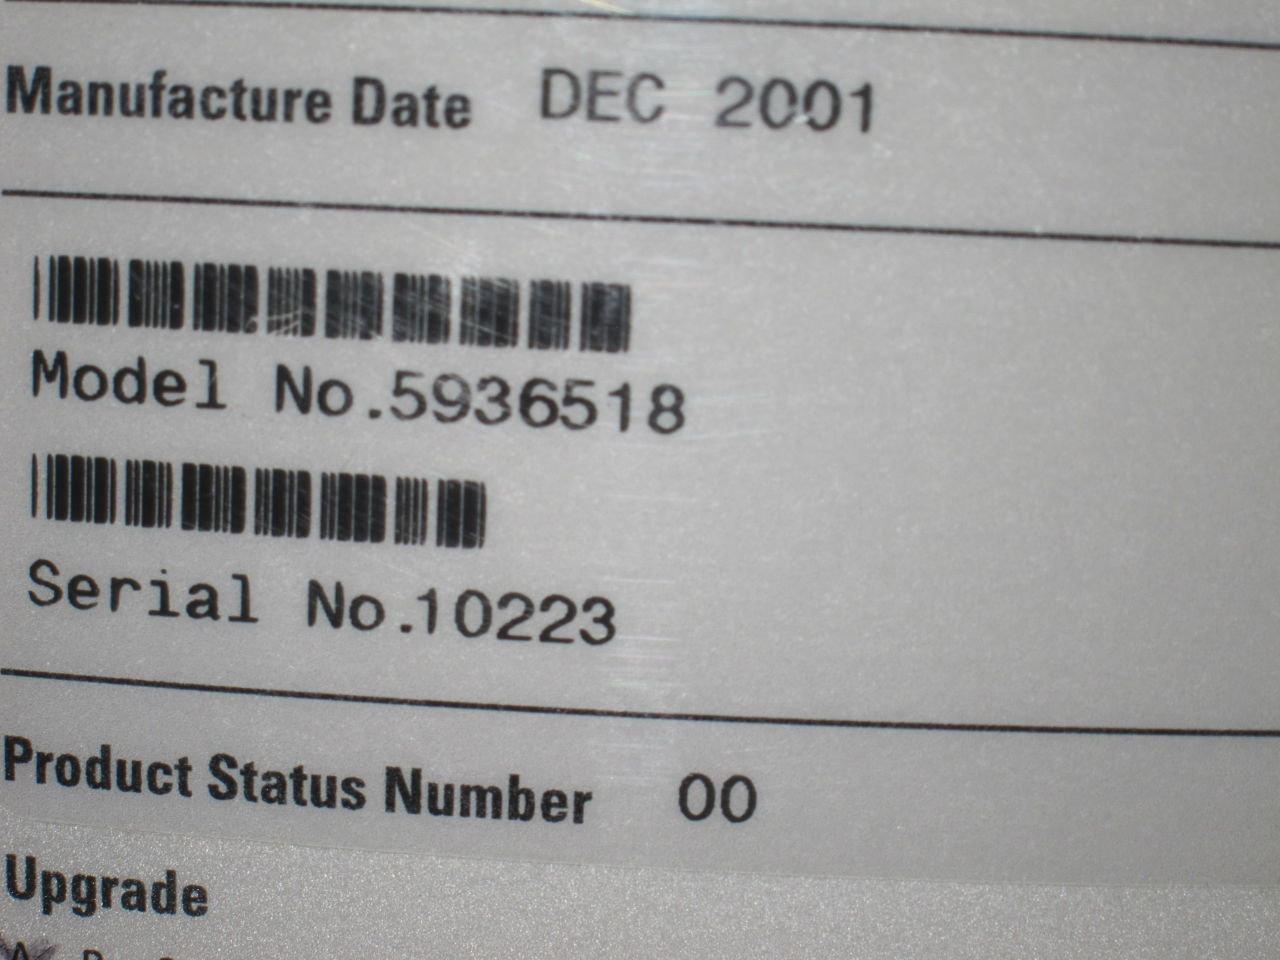 Manufacture Date DEC 2001
Model No.5936518
Serial No.10223
Product Status Number 00
Upgrade